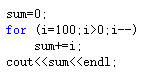 sum=0;
for (i=100;i>0;i--)
    sum+=i;
cout<<sum<<endl;